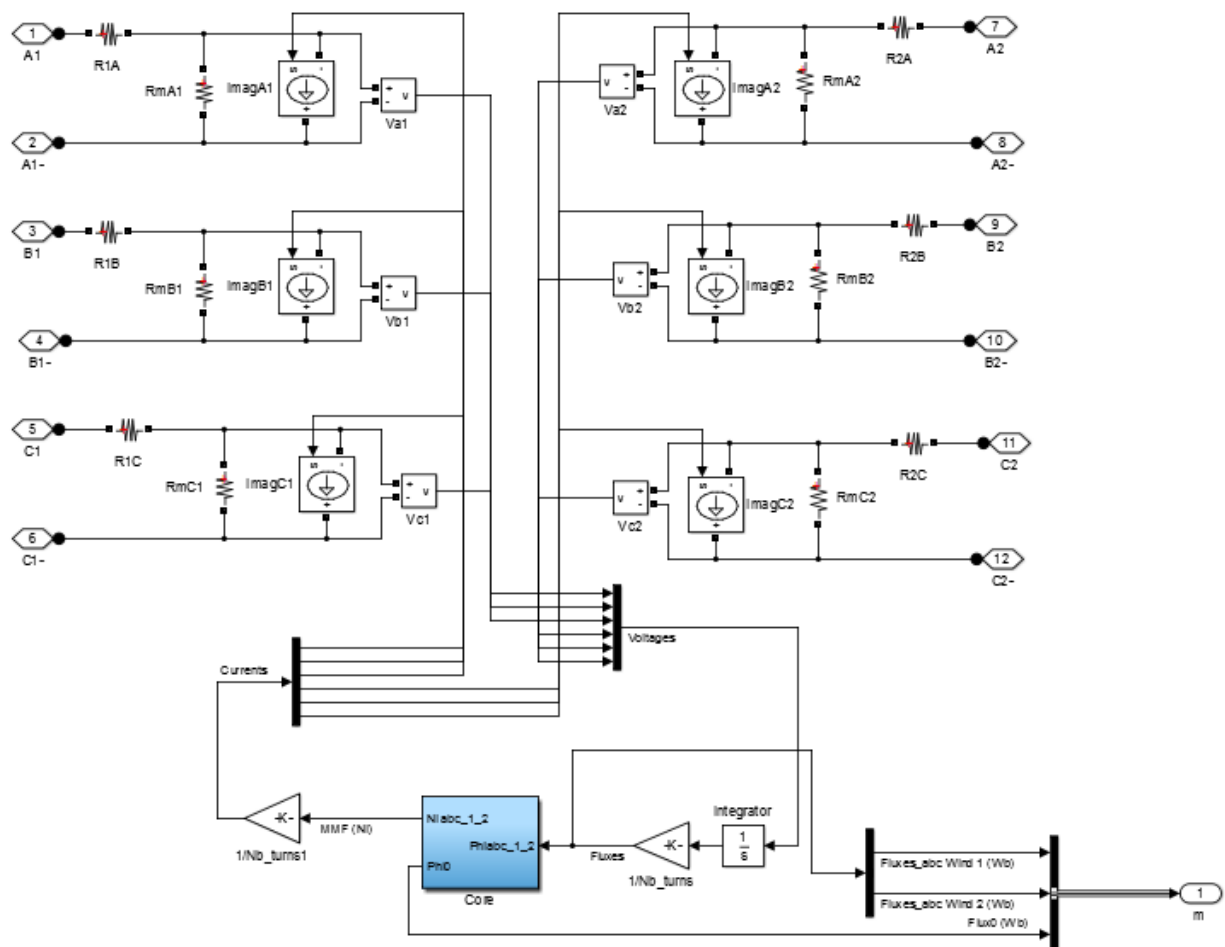 1
A1
R1A
RmA1
ImagA1
s
-
+
+
-
v
Va1
2
A1-
7
A2
R2A
RmA2
ImagA2
s
-
+
+
-
v
Va2
8
A2-
3
B1
R1B
RmB1
ImagB1
s
-
+
+
-
v
Vb1
4
B1-
9
B2
R2B
RmB2
ImagB2
s
-
+
+
-
v
Vb2
10
B2-
5
C1
R1C
RmC1
ImagC1
s
-
+
+
-
v
Vc1
6
C1-
11
C2
R2C
RmC2
ImagC2
s
-
+
+
-
v
Vc2
12
C2-
Voltages
Currents
-K-
1/Nb_turns1
MMF (NI)
NIabc_1_2
PhIabc_1_2
PhI0
Core
Fluxes
-K-
1/Nb_turns
Integrator
1
s
Fluxes_abc Wind 1 (Wb)
Fluxes_abc Wind 2 (Wb)
Flux0 (Wb)
1
m